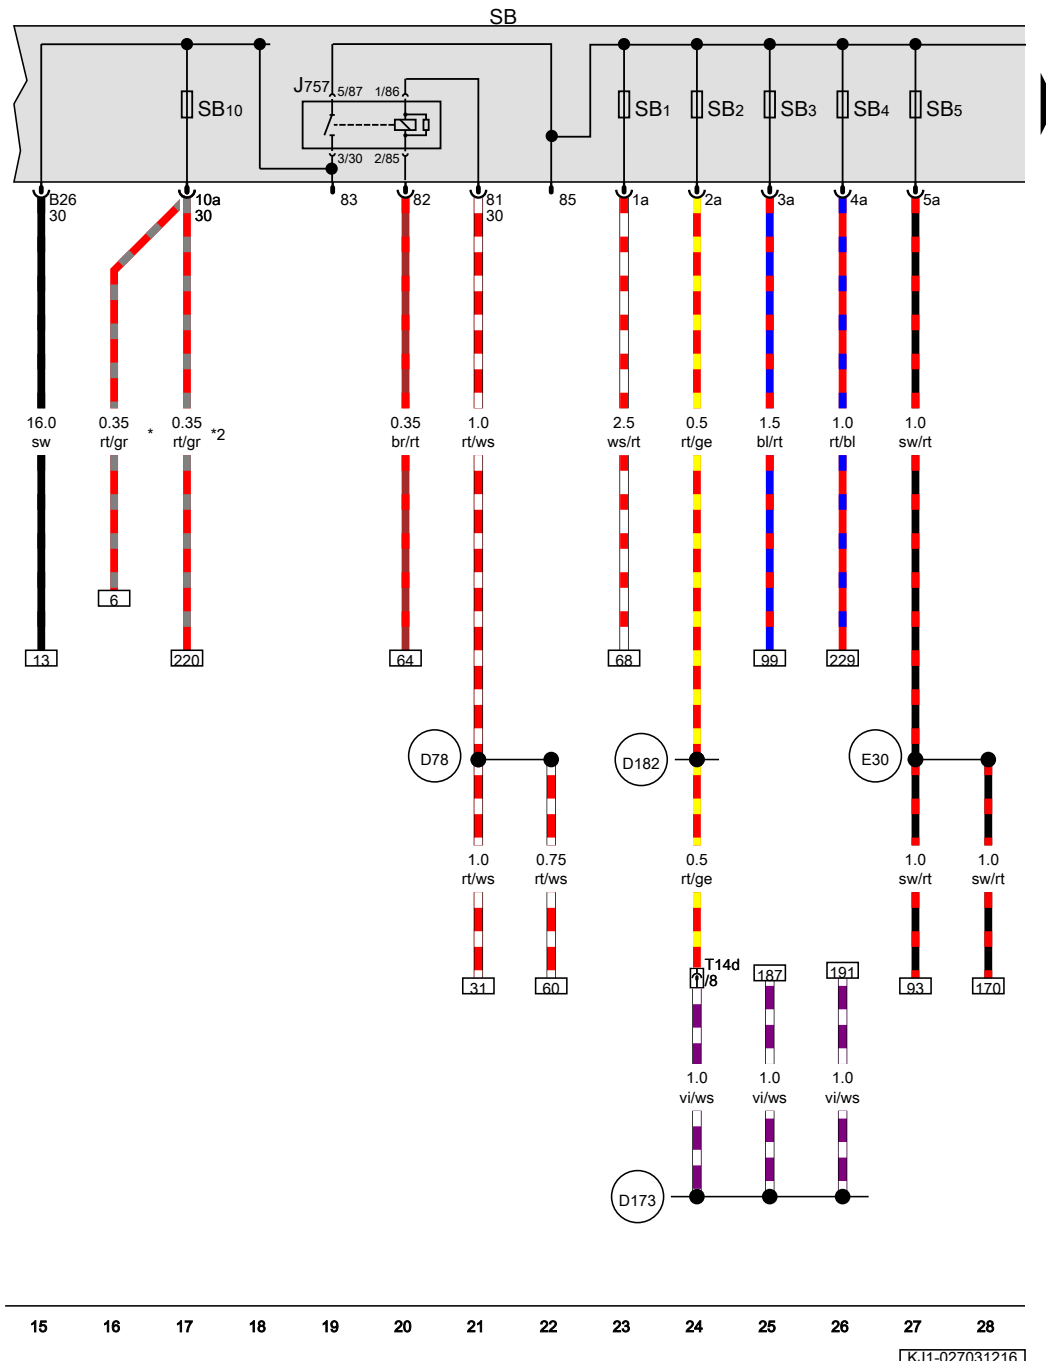 SB
J757 5/87 1/86
SB10 SB1 SB2 SB3 SB4 SB5
3/30 2/85
B26 10a 83 82 81 85 1a 2a 3a 4a 5a
30 30 30
16.0 0.35 0.35 0.35 1.0 2.5 0.5 1.5 1.0 1.0
sw rt/gr * rt/gr *2 br/rt rt/ws ws/rt rt/ge bl/rt rt/bl sw/rt
6
13 220 64 68 99 229
D78 D182 E30
1.0 0.75 0.5 1.0 1.0
rt/ws rt/ws rt/ge sw/rt sw/rt
T14d
/8 187 191
31 60 93 170
1.0 1.0 1.0
vi/ws vi/ws vi/ws
D173
15 16 17 18 19 20 21 22 23 24 25 26 27 28
KJ1-027031216